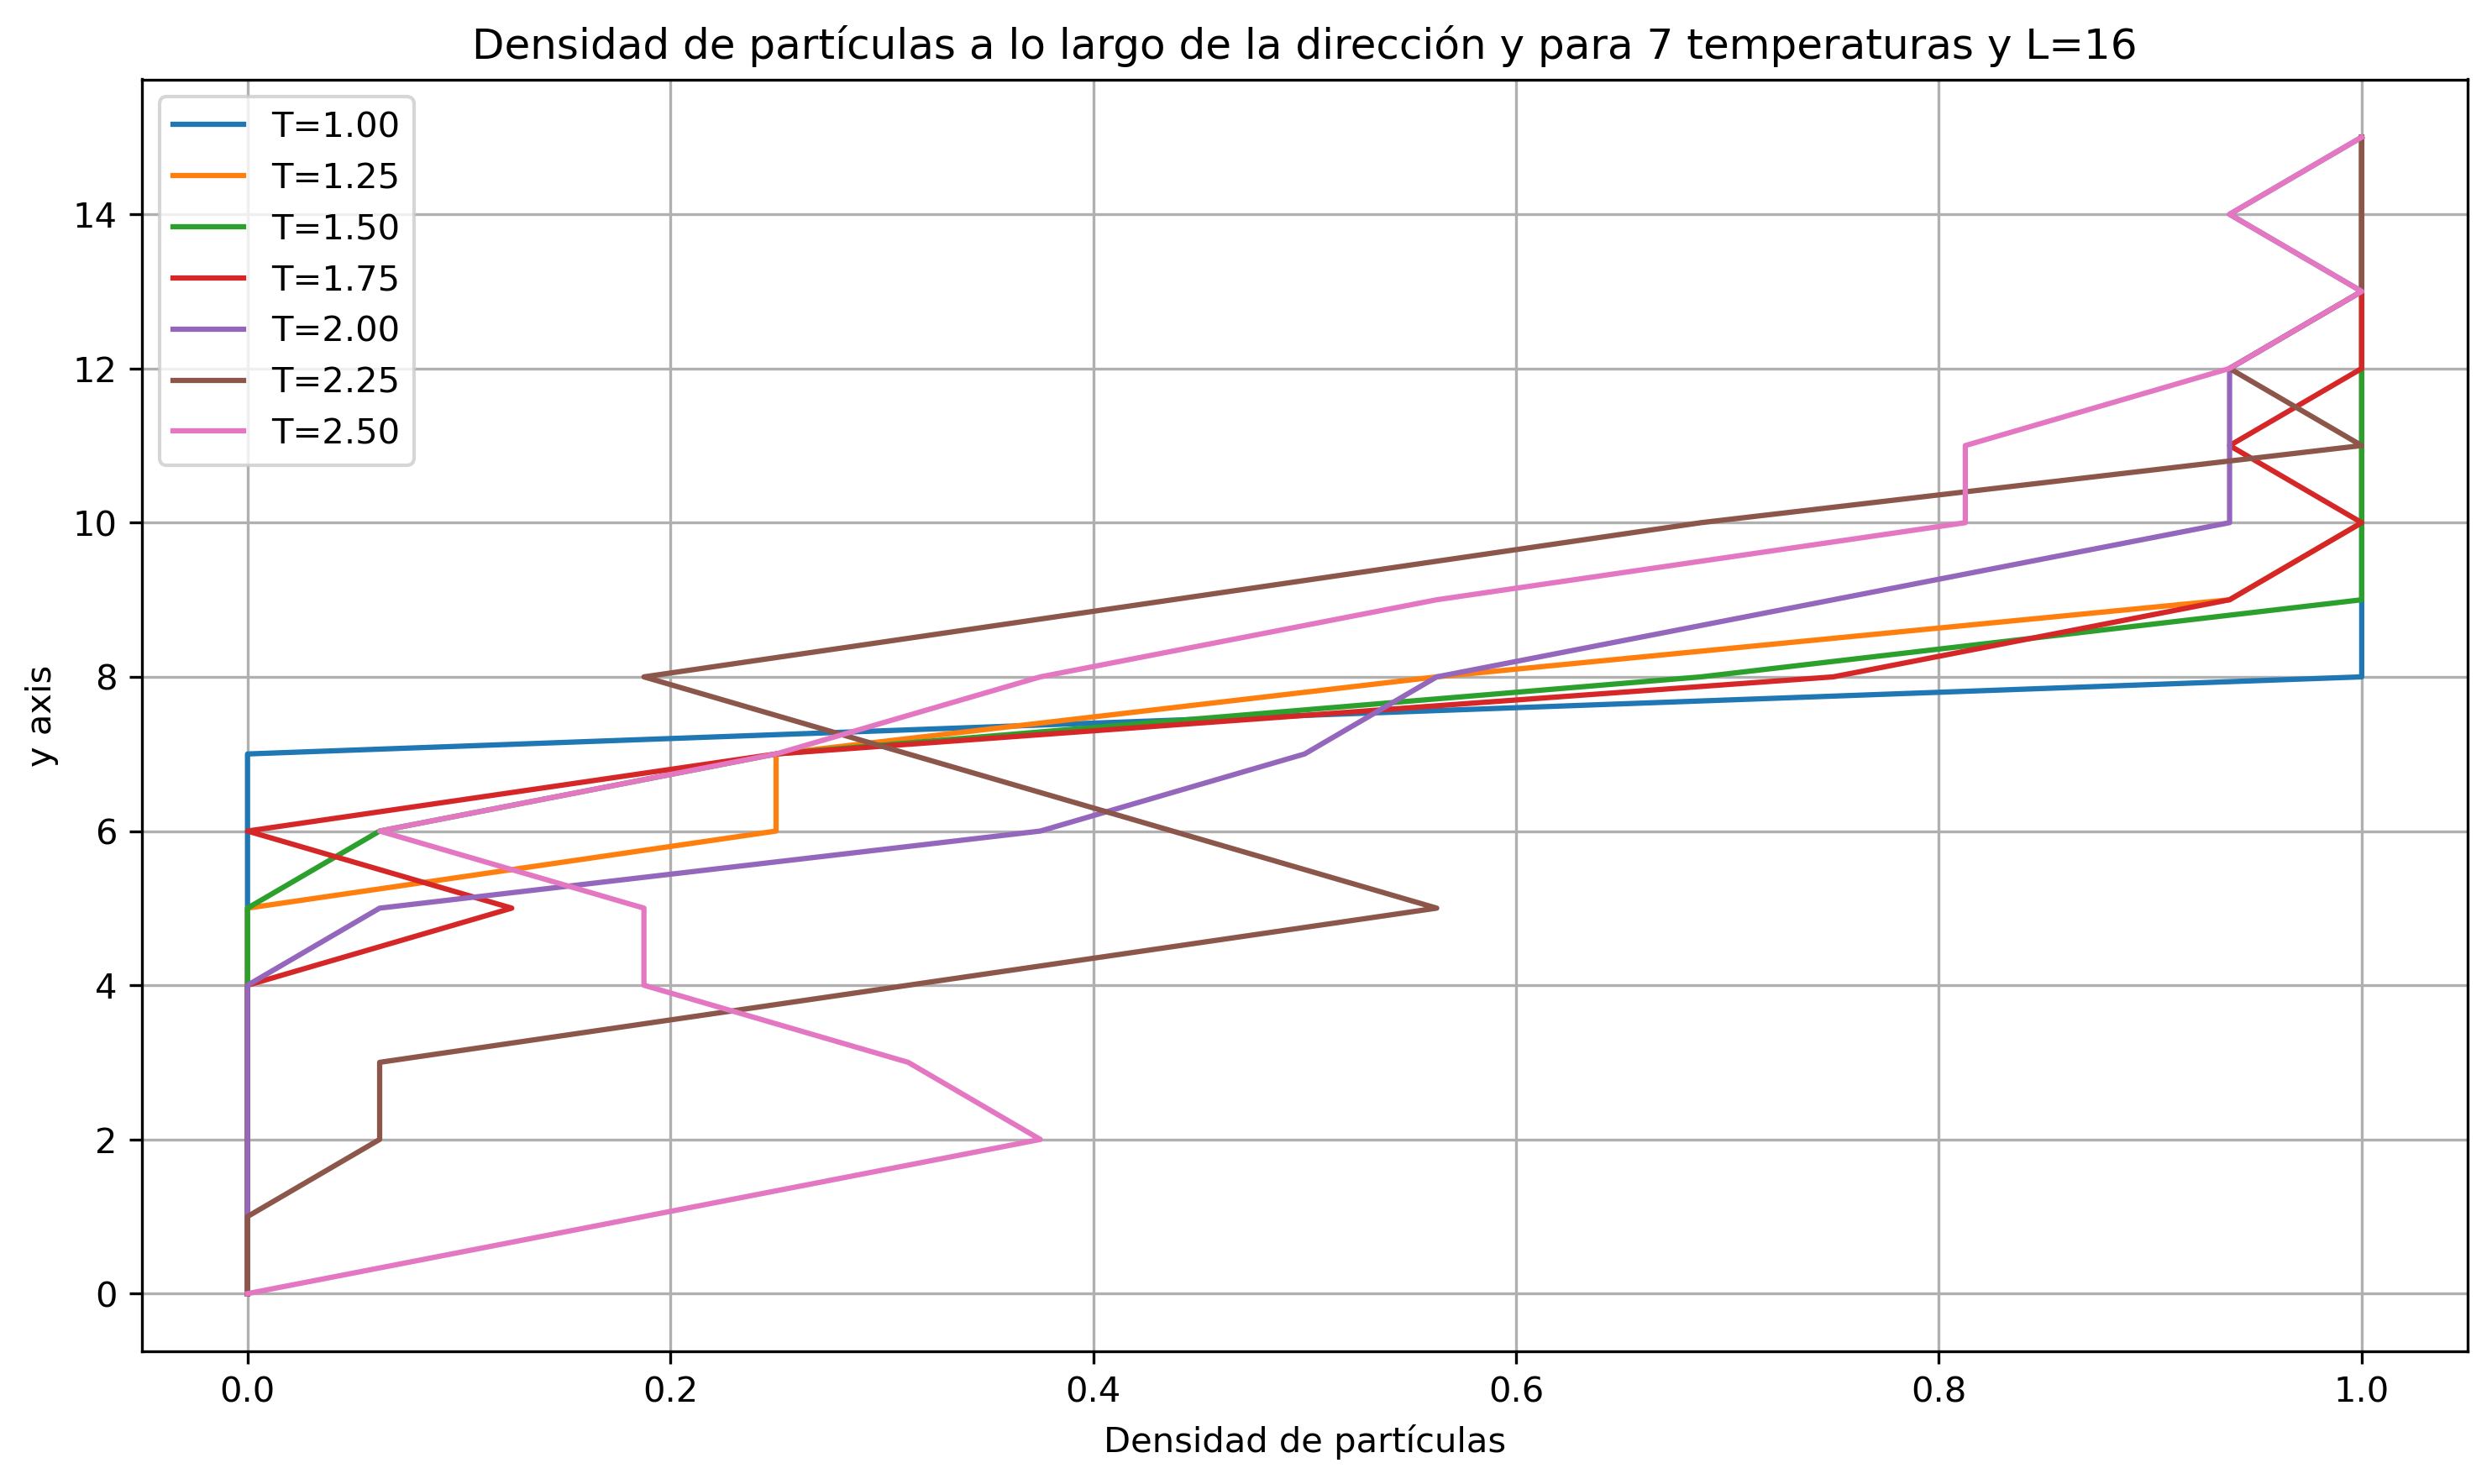 Densidad de partículas a lo largo de la dirección y para 7 temperaturas y L=16
T=1.00
T=1.25
T=1.50
T=1.75
T=2.00
T=2.25
T=2.50
14
12
10
8
6
4
2
0
y axis
0.0 0.2 0.4 0.6 0.8 1.0
Densidad de partículas